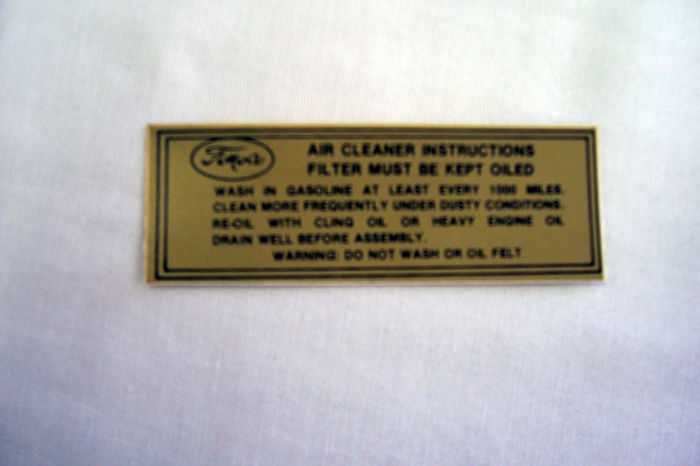 AIR CLEANER INSTRUCTIONS
FILTER MUST BE KEPT OILED
WASH IN GASOLINE AT LEAST EVERY 1000 MILES.
CLEAN MORE FREQUENTLY UNDER DUSTY CONDITIONS.
RE-OIL WITH CLING OIL OR HEAVY ENGINE OIL
DRAIN WELL BEFORE ASSEMBLY.
WARNING: DO NOT WASH OR OIL FELT